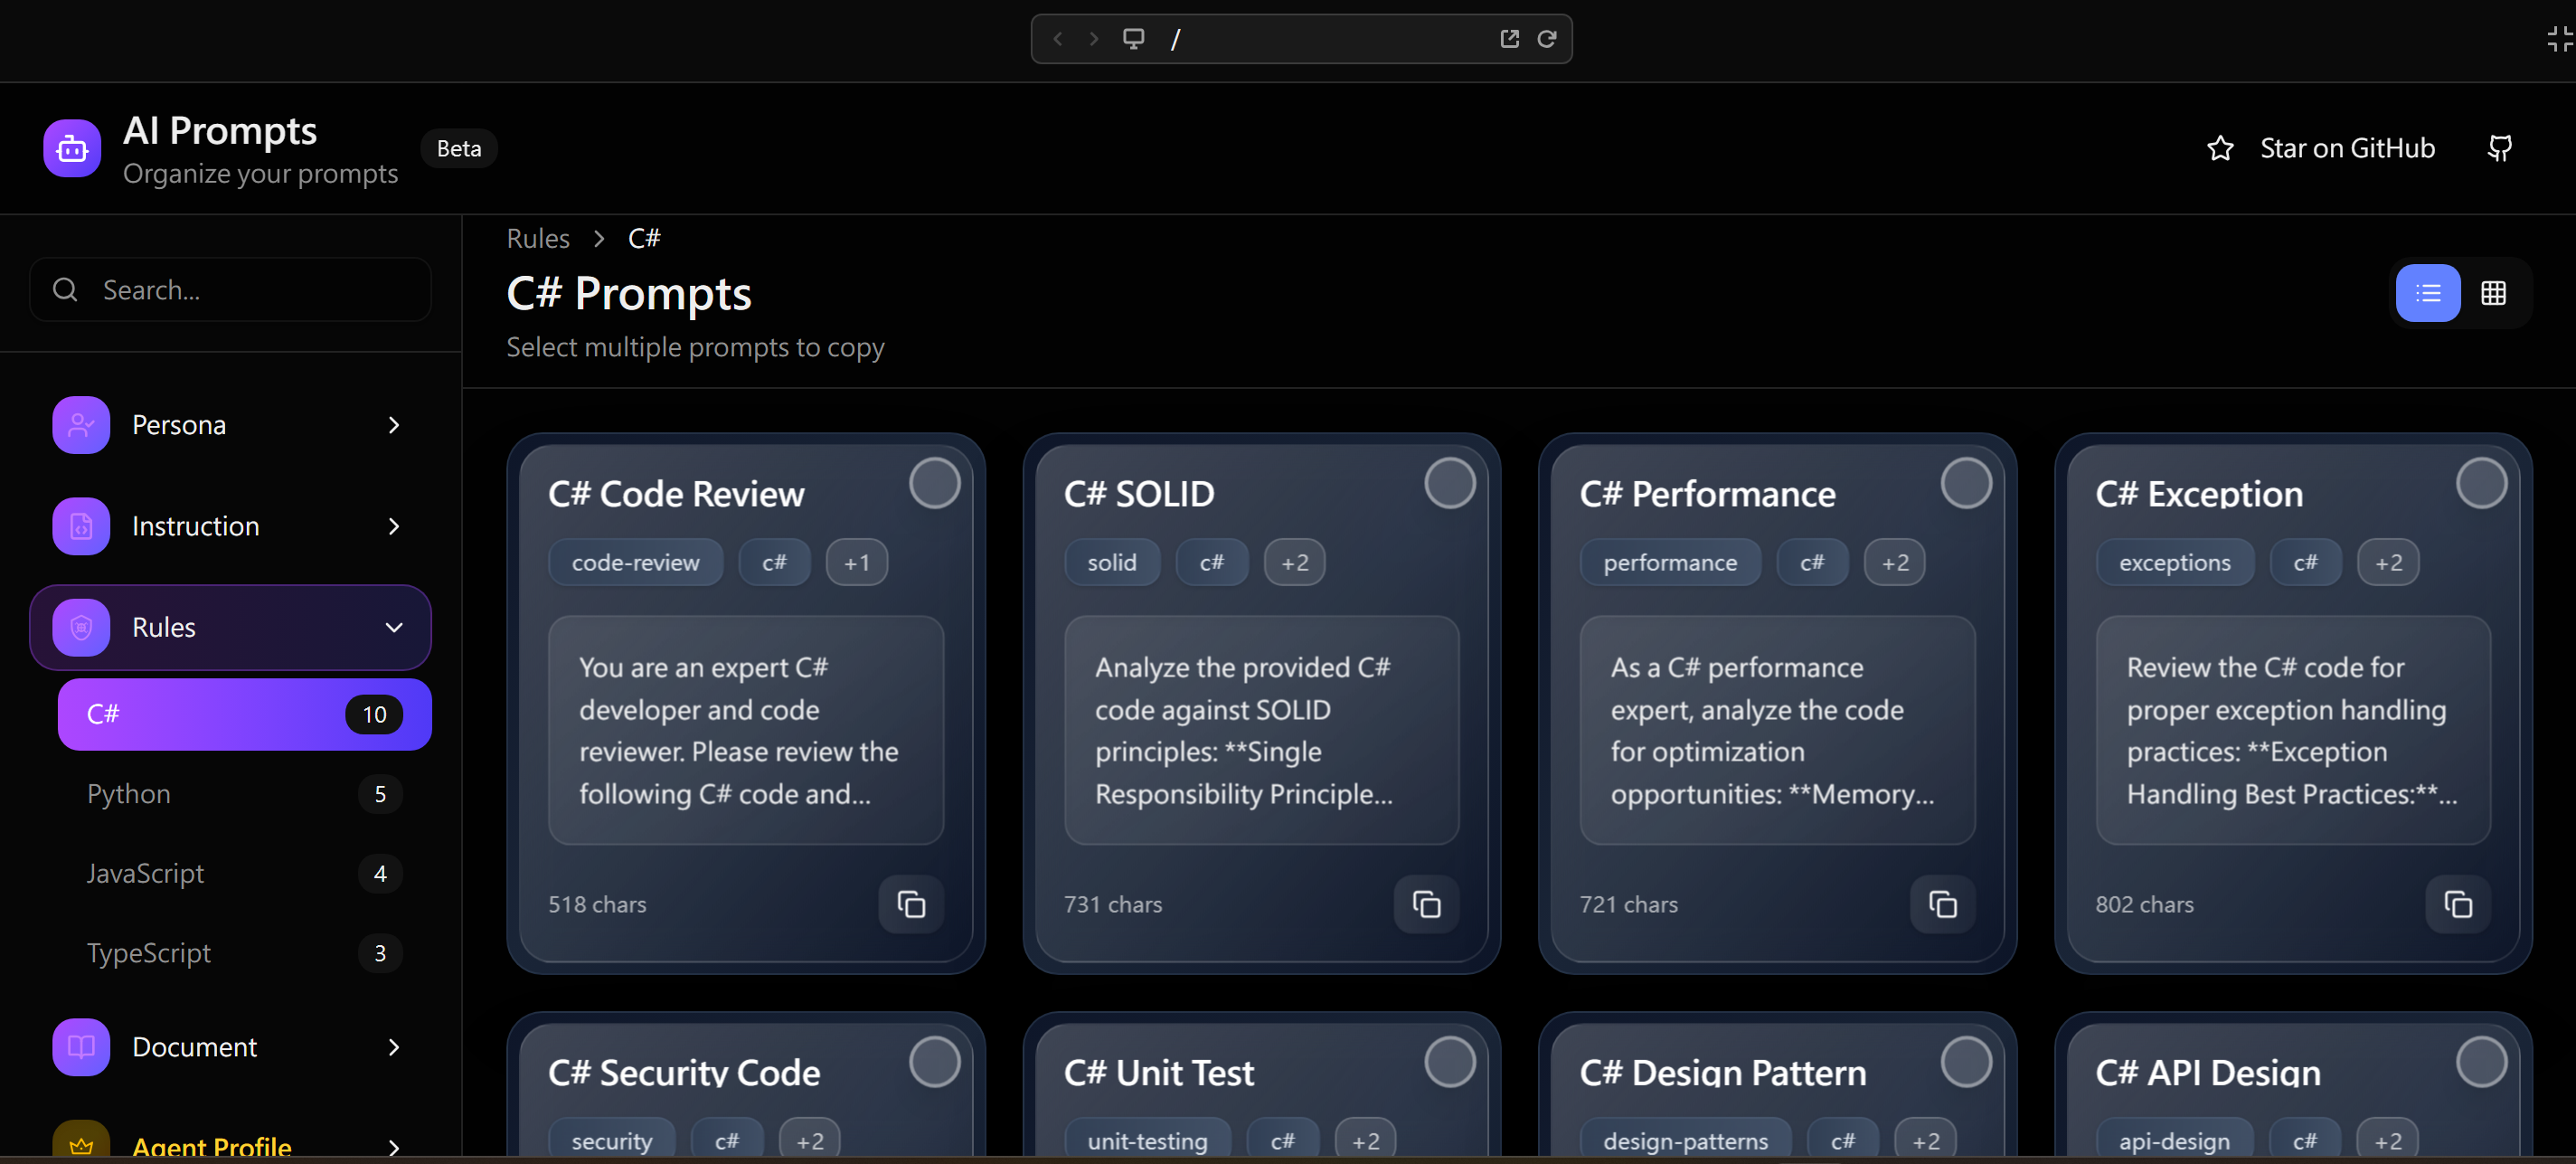 /
AI Prompts
Organize your prompts
Beta
Star on GitHub
Search...
Persona
Instruction
Rules
C# 10
Python 5
JavaScript 4
TypeScript 3
Document
Agent Profile
Rules > C#
C# Prompts
Select multiple prompts to copy
C# Code Review
code-review c# +1
You are an expert C#
developer and code
reviewer. Please review the
following C# code and...
518 chars
C# SOLID
solid c# +2
Analyze the provided C#
code against SOLID
principles: **Single
Responsibility Principle...
731 chars
C# Performance
performance c# +2
As a C# performance
expert, analyze the code
for optimization
opportunities: **Memory...
721 chars
C# Exception
exceptions c# +2
Review the C# code for
proper exception handling
practices: **Exception
Handling Best Practices:**...
802 chars
C# Security Code
security c# +2
C# Unit Test
unit-testing c# +2
C# Design Pattern
design-patterns c# +2
C# API Design
api-design c# +2